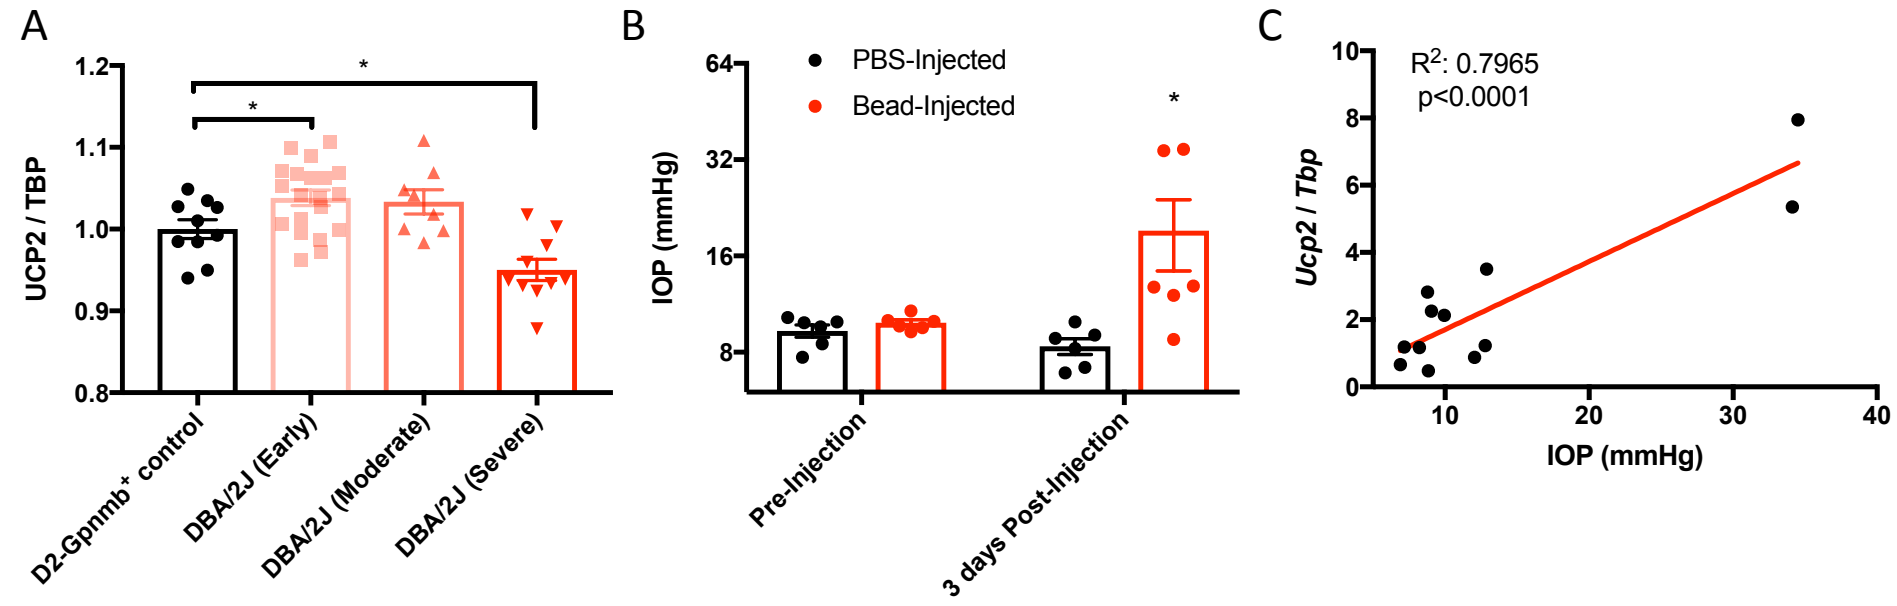 A
UCP2 / TBP
1.2
1.1
1.0
0.9
0.8
*
*
D2-Gpnmb+ control
DBA/2J (Early)
DBA/2J (Moderate)
DBA/2J (Severe)
B
IOP (mmHg)
64
32
16
8
PBS-Injected
Bead-Injected
*
Pre-Injection
3 days Post-Injection
C
Ucp2 / Tbp
10
8
6
4
2
0
R2: 0.7965
p<0.0001
10
20
30
40
IOP (mmHg)